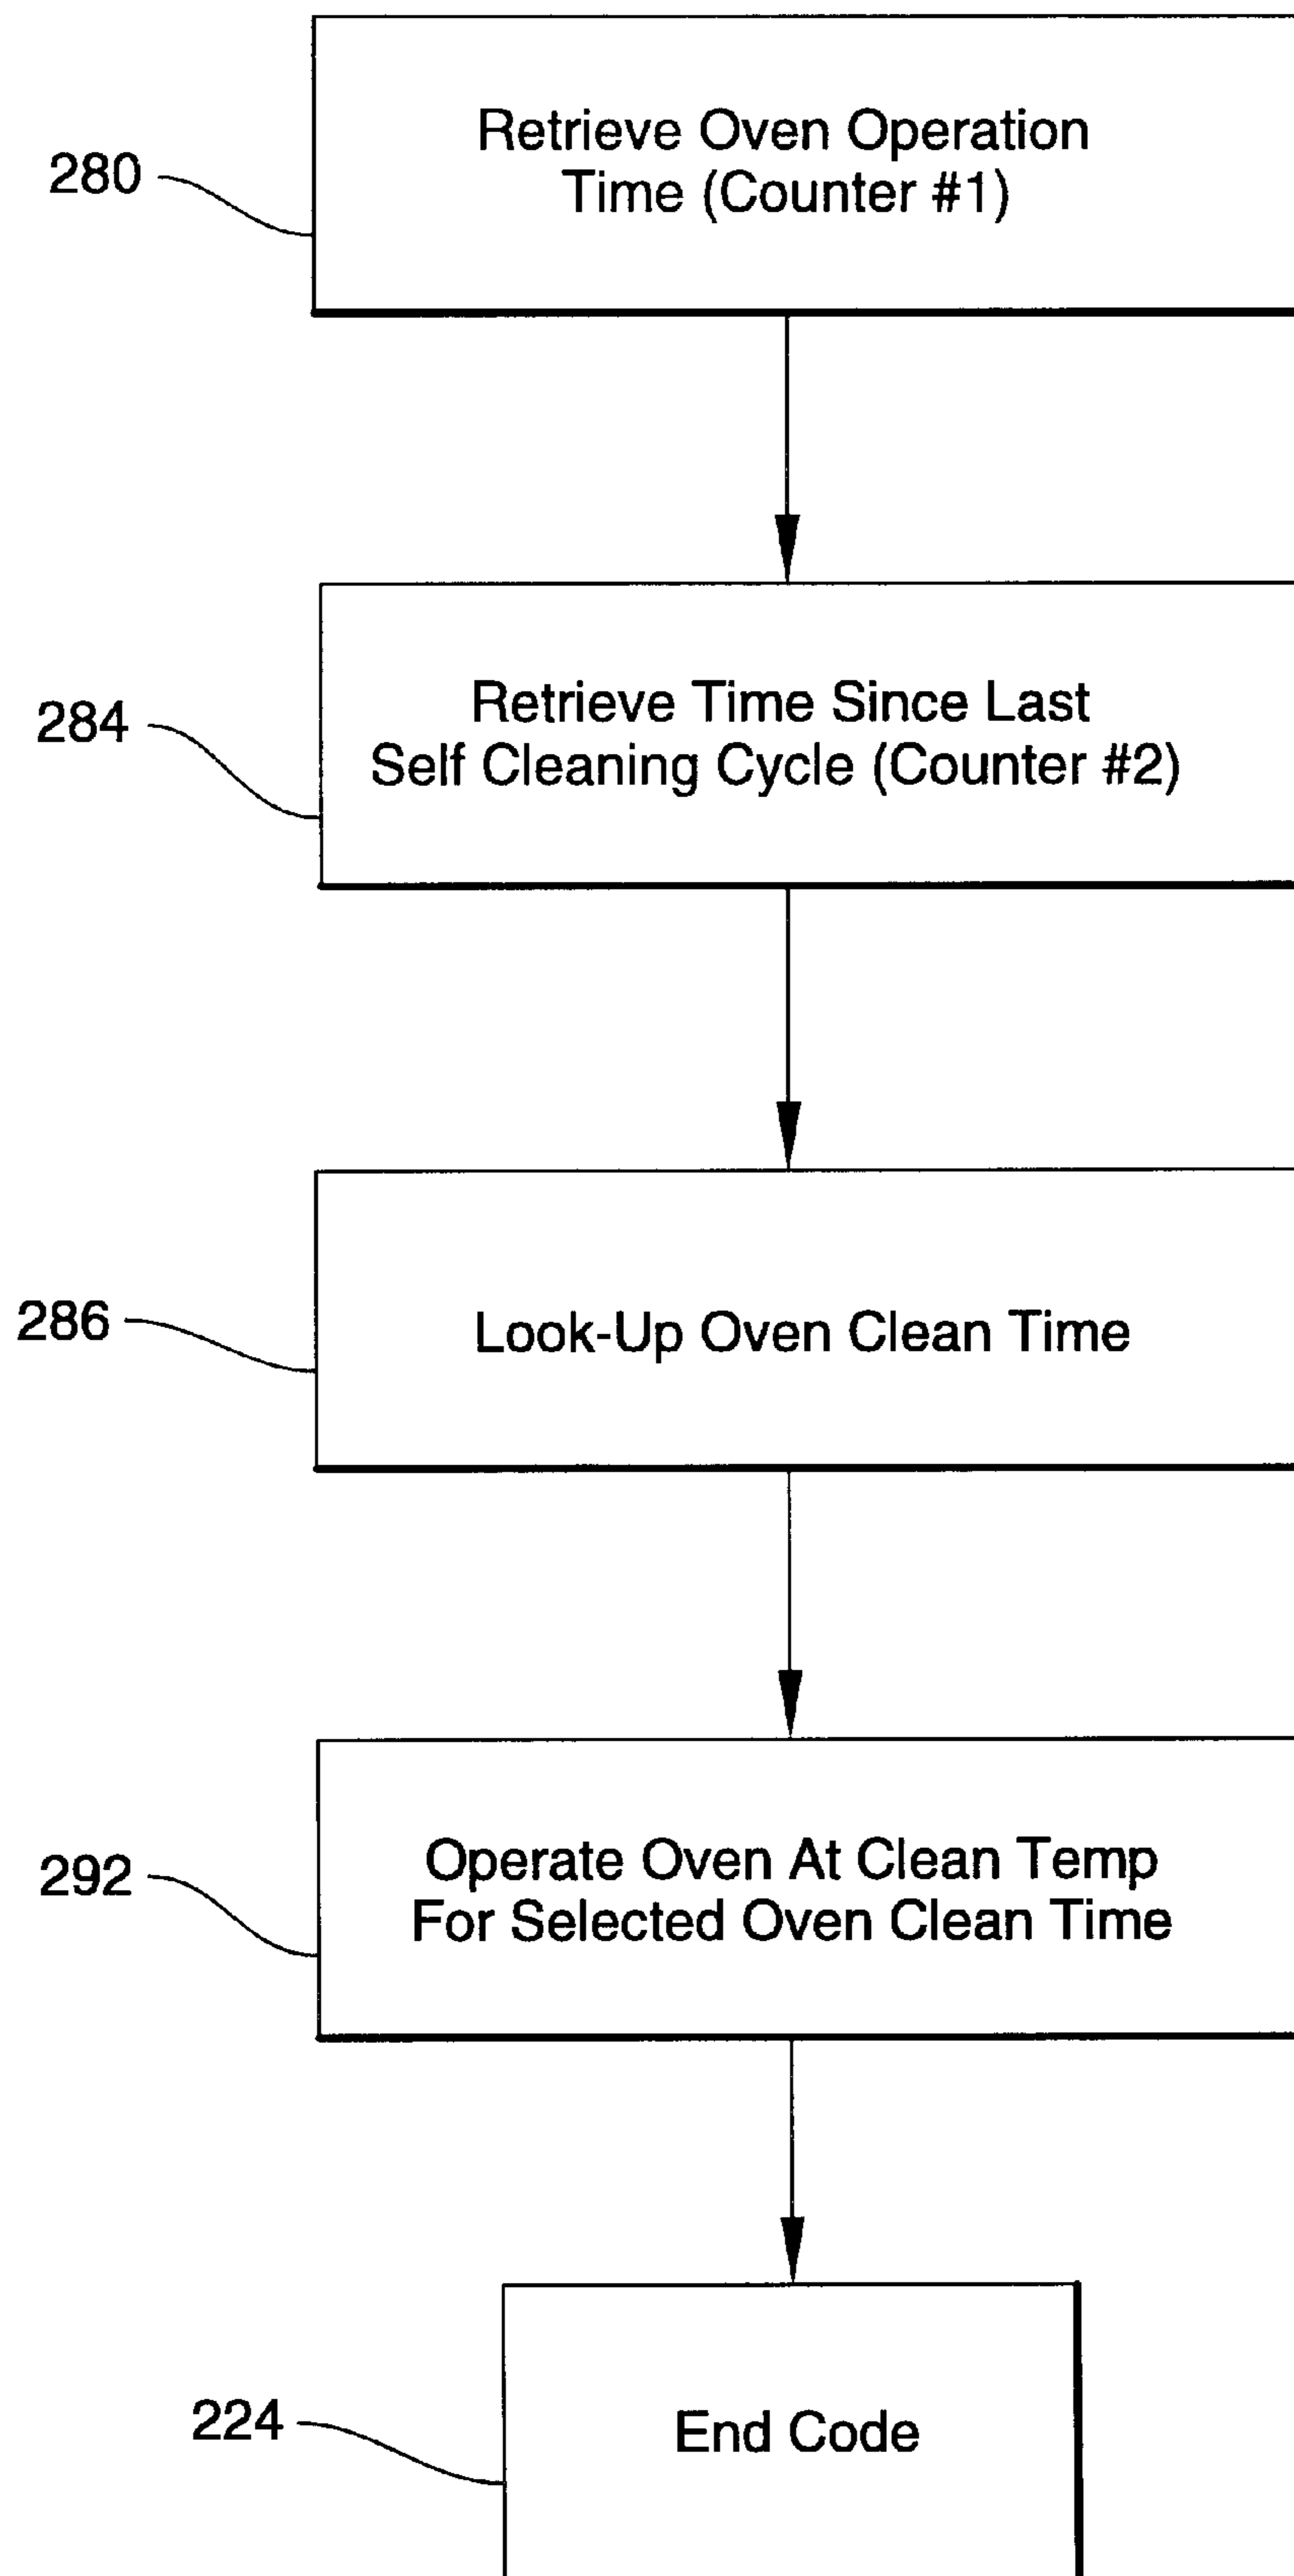 280
Retrieve Oven Operation
Time (Counter #1)
284
Retrieve Time Since Last
Self Cleaning Cycle (Counter #2)
286
Look-Up Oven Clean Time
292
Operate Oven At Clean Temp
For Selected Oven Clean Time
224
End Code